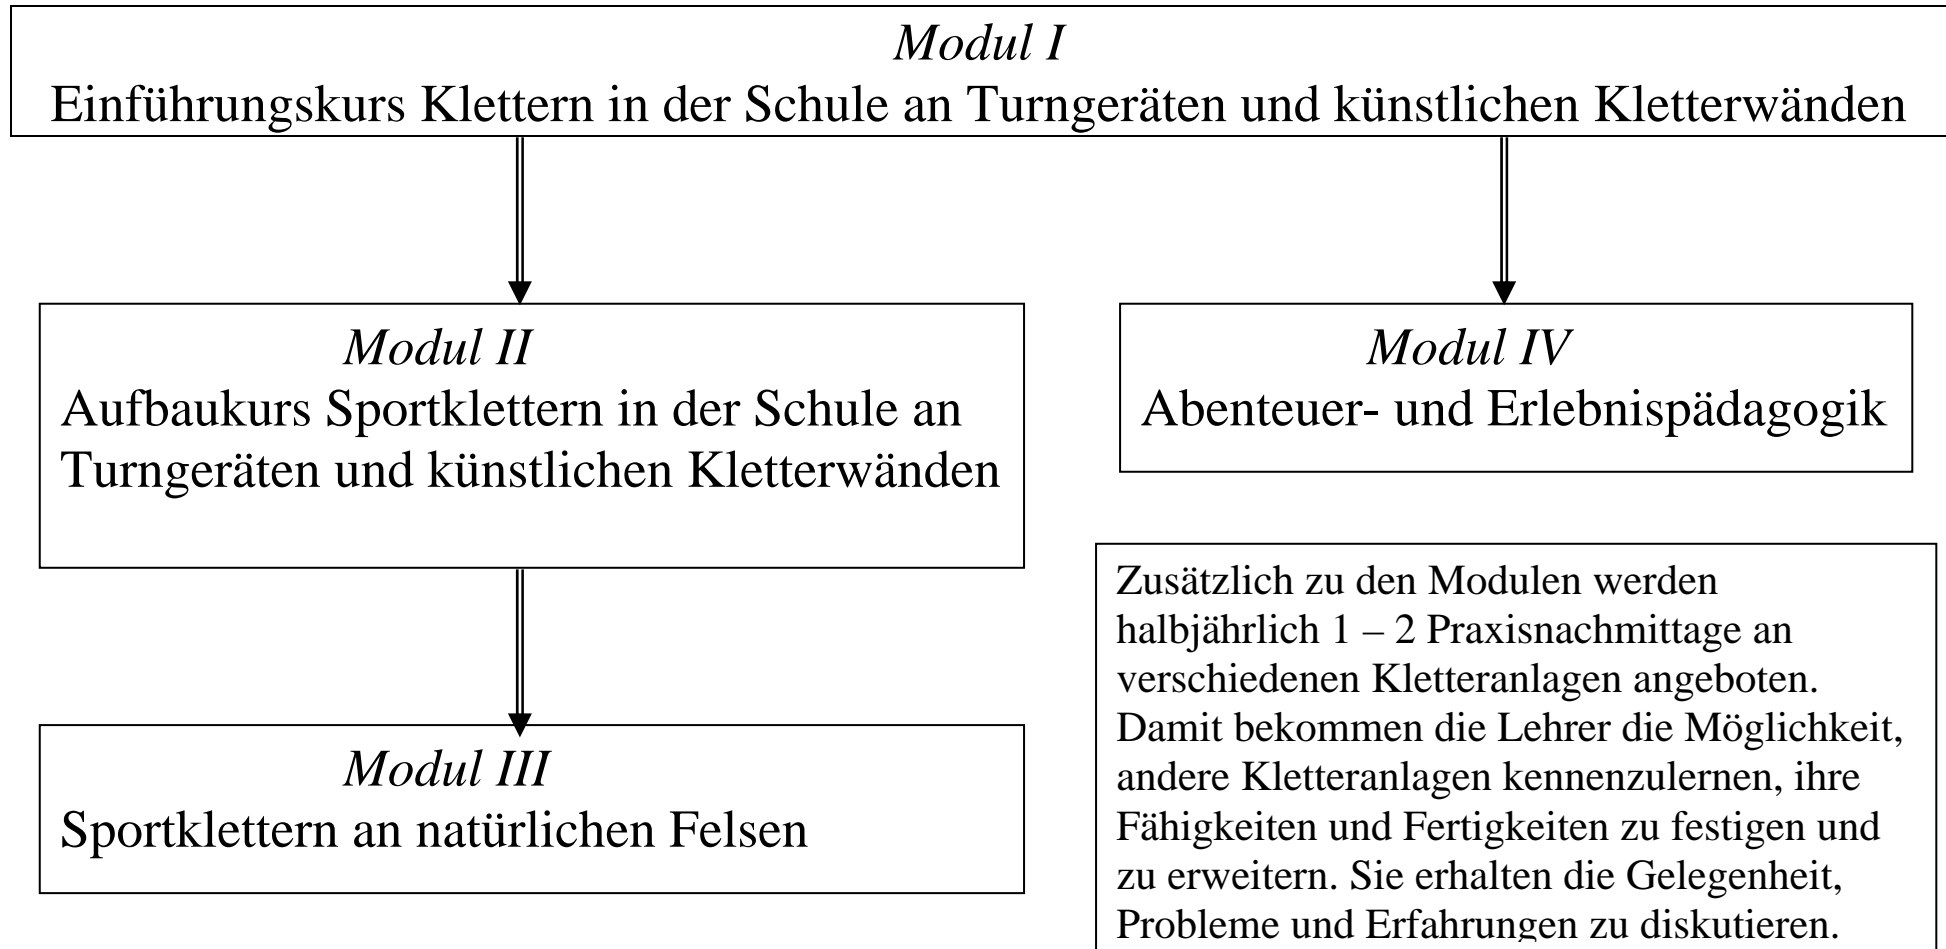 Modul I
Einführungskurs Klettern in der Schule an Turngeräten und künstlichen Kletterwänden
Modul II
Aufbaukurs Sportklettern in der Schule an
Turngeräten und künstlichen Kletterwänden
Modul IV
Abenteuer- und Erlebnispädagogik
Modul III
Sportklettern an natürlichen Felsen
Zusätzlich zu den Modulen werden
halbjährlich 1 – 2 Praxisnachmittage an
verschiedenen Kletteranlagen angeboten.
Damit bekommen die Lehrer die Möglichkeit,
andere Kletteranlagen kennenzulernen, ihre
Fähigkeiten und Fertigkeiten zu festigen und
zu erweitern. Sie erhalten die Gelegenheit,
Probleme und Erfahrungen zu diskutieren.